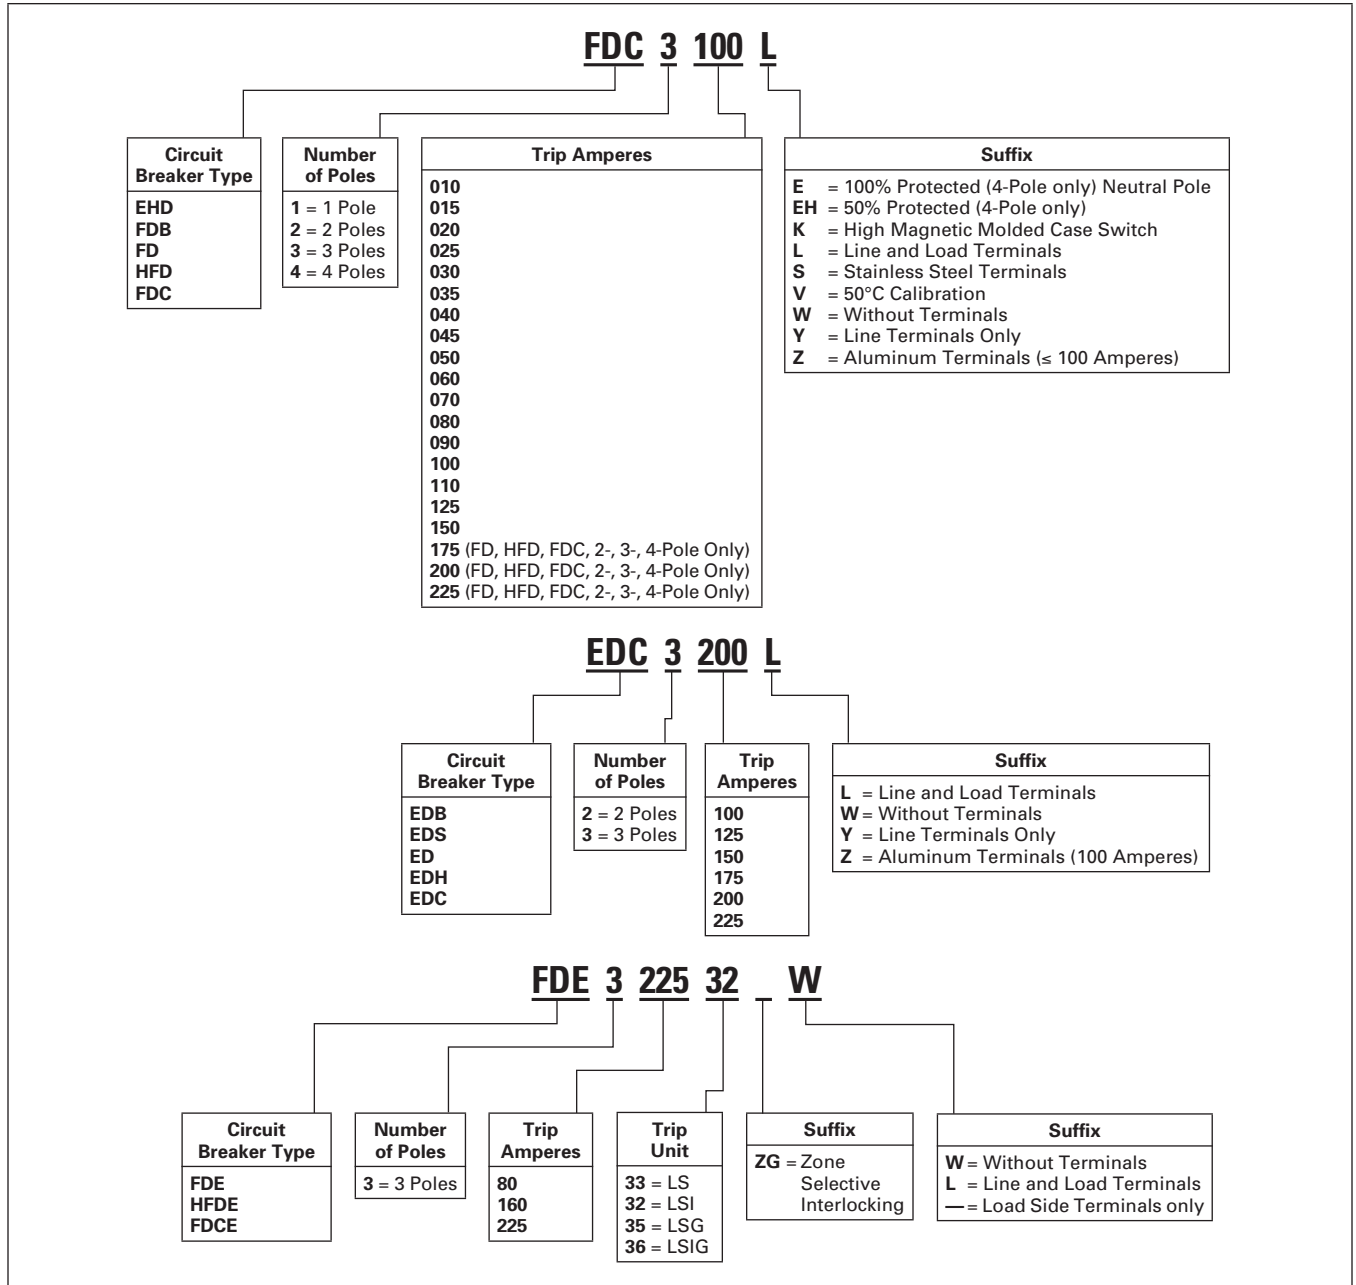 FDC 3 100 L
Circuit
Breaker Type
EHD
FDB
FD
HFD
FDC
Number
of Poles
1 = 1 Pole
2 = 2 Poles
3 = 3 Poles
4 = 4 Poles
Trip Amperes
010
015
020
025
030
035
040
045
050
060
070
080
090
100
110
125
150
175 (FD, HFD, FDC, 2-, 3-, 4-Pole Only)
200 (FD, HFD, FDC, 2-, 3-, 4-Pole Only)
225 (FD, HFD, FDC, 2-, 3-, 4-Pole Only)
Suffix
E = 100% Protected (4-Pole only) Neutral Pole
EH = 50% Protected (4-Pole only)
K = High Magnetic Molded Case Switch
L = Line and Load Terminals
S = Stainless Steel Terminals
V = 50°C Calibration
W = Without Terminals
Y = Line Terminals Only
Z = Aluminum Terminals (≤ 100 Amperes)
EDC 3 200 L
Circuit
Breaker Type
EDB
EDS
ED
EDH
EDC
Number
of Poles
2 = 2 Poles
3 = 3 Poles
Trip
Amperes
100
125
150
175
200
225
Suffix
L = Line and Load Terminals
W = Without Terminals
Y = Line Terminals Only
Z = Aluminum Terminals (100 Amperes)
FDE 3 225 32 _ W
Circuit
Breaker Type
FDE
HFDE
FDCE
Number
of Poles
3 = 3 Poles
Trip
Amperes
80
160
225
Trip
Unit
33 = LS
32 = LSI
35 = LSG
36 = LSIG
Suffix
ZG = Zone
Selective
Interlocking
Suffix
W = Without Terminals
L = Line and Load Terminals
— = Load Side Terminals only